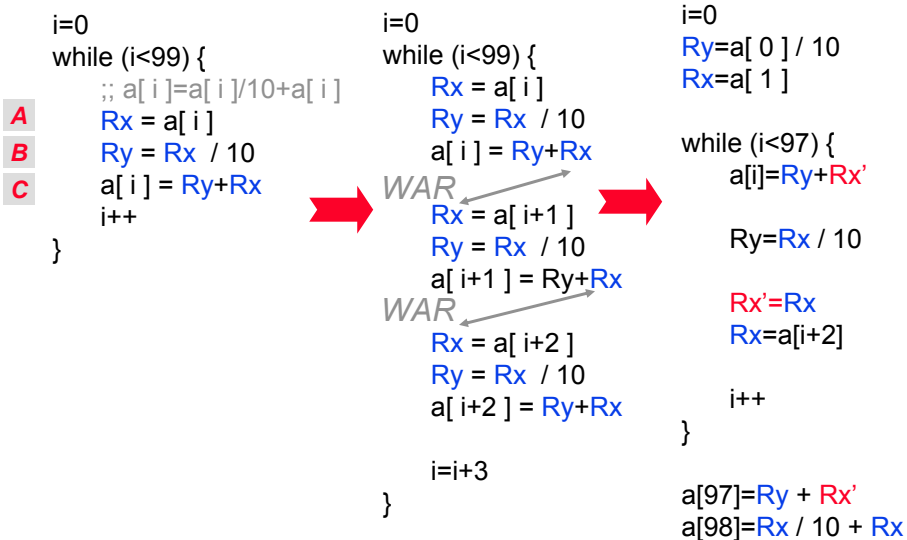 i=0
while (i<99) {
;; a[ i ]=a[ i ]/10+a[ i ]
A Rx = a[ i ]
B Ry = Rx / 10
C a[ i ] = Ry+Rx
i++
}
i=0
while (i<99) {
Rx = a[ i ]
Ry = Rx / 10
a[ i ] = Ry+Rx
WAR
Rx = a[ i+1 ]
Ry = Rx / 10
a[ i+1 ] = Ry+Rx
WAR
Rx = a[ i+2 ]
Ry = Rx / 10
a[ i+2 ] = Ry+Rx
i=i+3
}
i=0
Ry=a[ 0 ] / 10
Rx=a[ 1 ]
while (i<97) {
a[i]=Ry+Rx’
Ry=Rx / 10
Rx’=Rx
Rx=a[i+2]
i++
}
a[97]=Ry + Rx’
a[98]=Rx / 10 + Rx